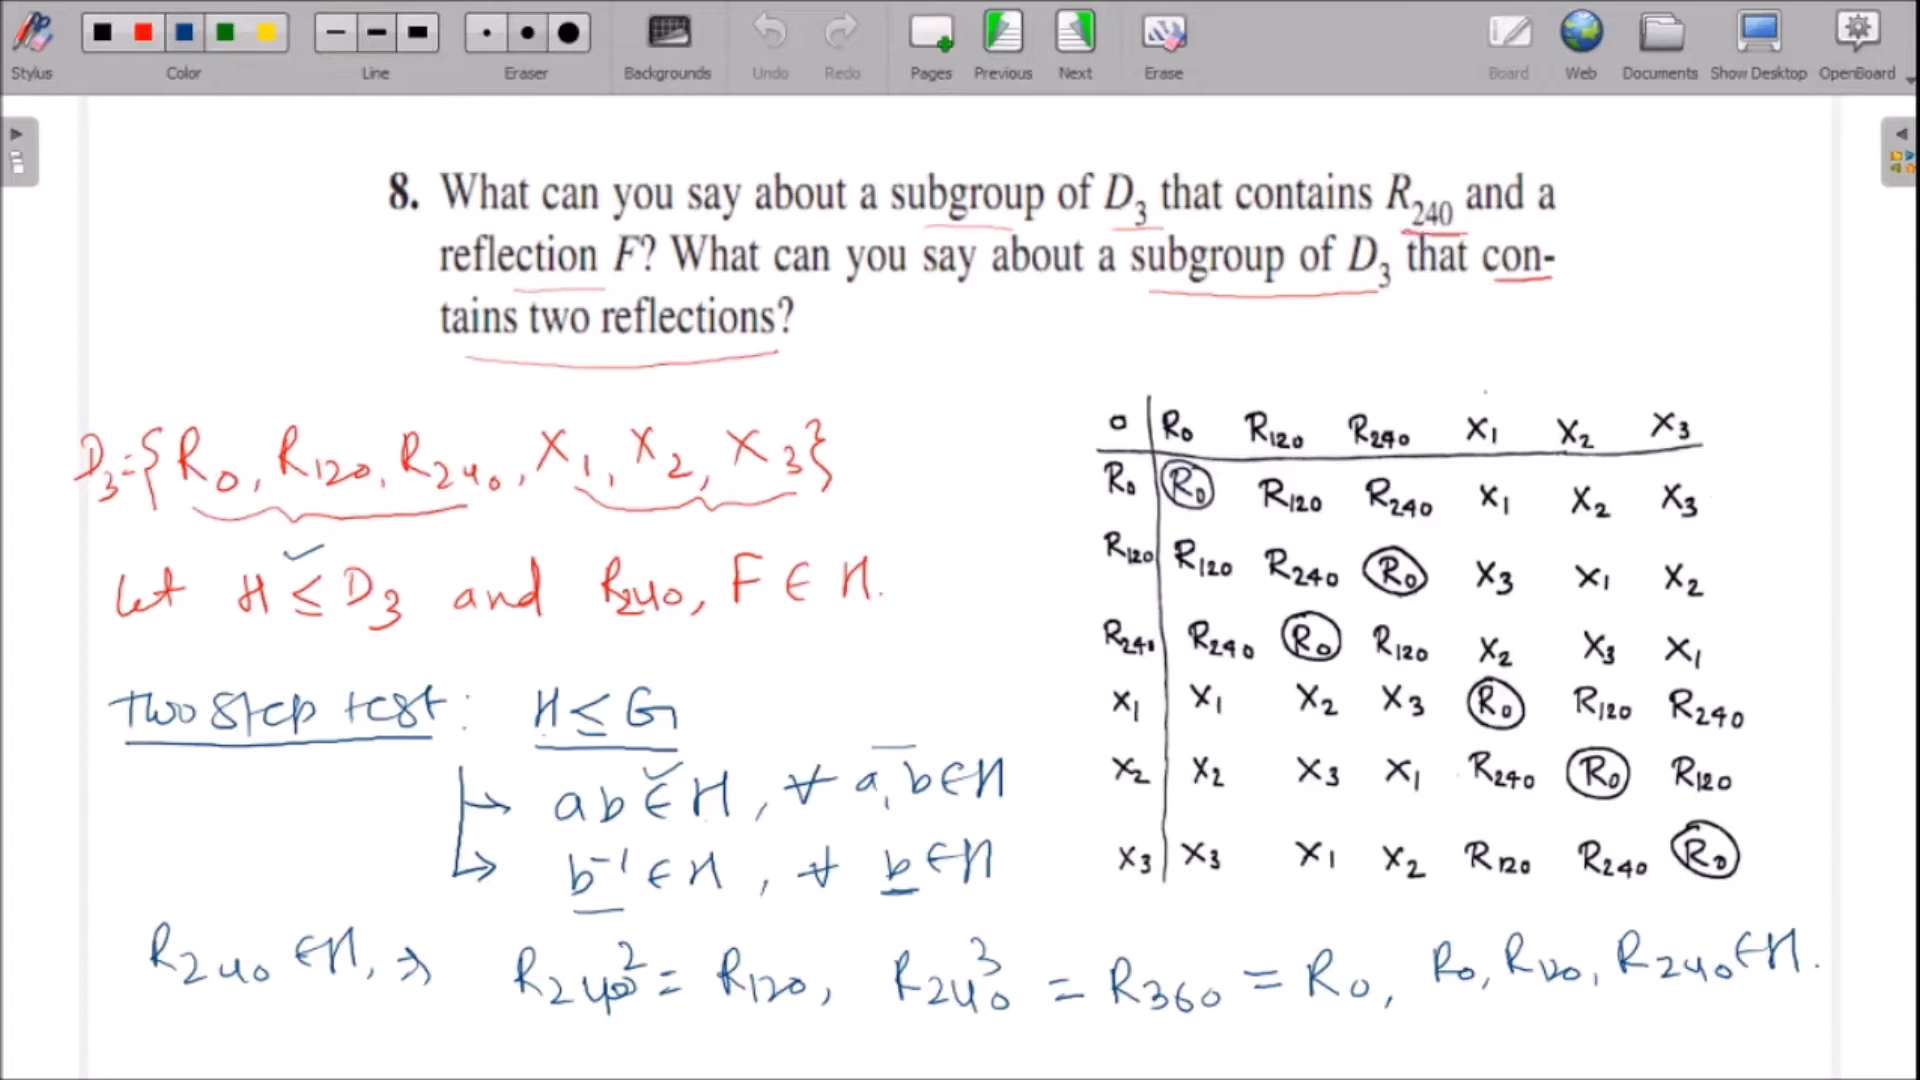 Stylus Color Line Eraser Backgrounds Undo Redo Pages Previous Next Erase Board Web Documents Show Desktop OpenBoard
8. What can you say about a subgroup of D₃ that contains R₂₄₀ and a
reflection F? What can you say about a subgroup of D₃ that con-
tains two reflections?
D₃ = {R₀, R₁₂₀, R₂₄₀, X₁, X₂, X₃}
Let H ≤ D₃ and R₂₄₀, F ∈ H.
Two step test: H ≤ G
↦ ab ∈ H, ∀ a, b ∈ H
↳ b⁻¹ ∈ H, ∀ b ∈ H
o R₀ R₁₂₀ R₂₄₀ X₁ X₂ X₃
R₀ R₀ R₁₂₀ R₂₄₀ X₁ X₂ X₃
R₁₂₀ R₁₂₀ R₂₄₀ R₀ X₃ X₁ X₂
R₂₄₀ R₂₄₀ R₀ R₁₂₀ X₂ X₃ X₁
X₁ X₁ X₂ X₃ R₀ R₁₂₀ R₂₄₀
X₂ X₂ X₃ X₁ R₂₄₀ R₀ R₁₂₀
X₃ X₃ X₁ X₂ R₁₂₀ R₂₄₀ R₀
R₂₄₀ ∈ H, ⇒ R₂₄₀² = R₁₂₀, R₂₄₀³ = R₃₆₀ = R₀, R₀, R₁₂₀, R₂₄₀ ∈ H.